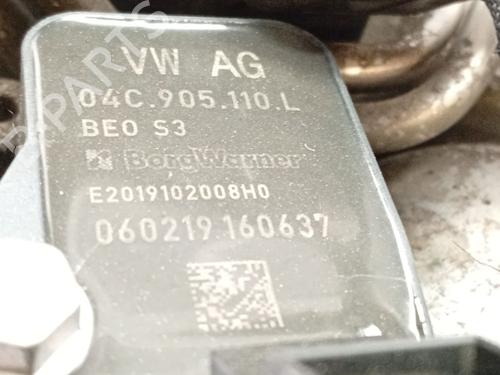 VW AG
04C.905.110.L
BEO S3
BorgWarner
E2019102008H0
060219 160637